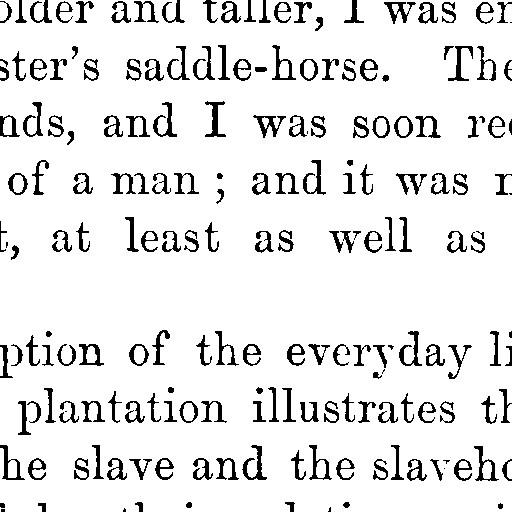 older and taller, I was en
ster's saddle-horse. The
nds, and I was soon rec
of a man ; and it was n
t, at least as well as
ption of the everyday li
plantation illustrates th
he slave and the slaveho